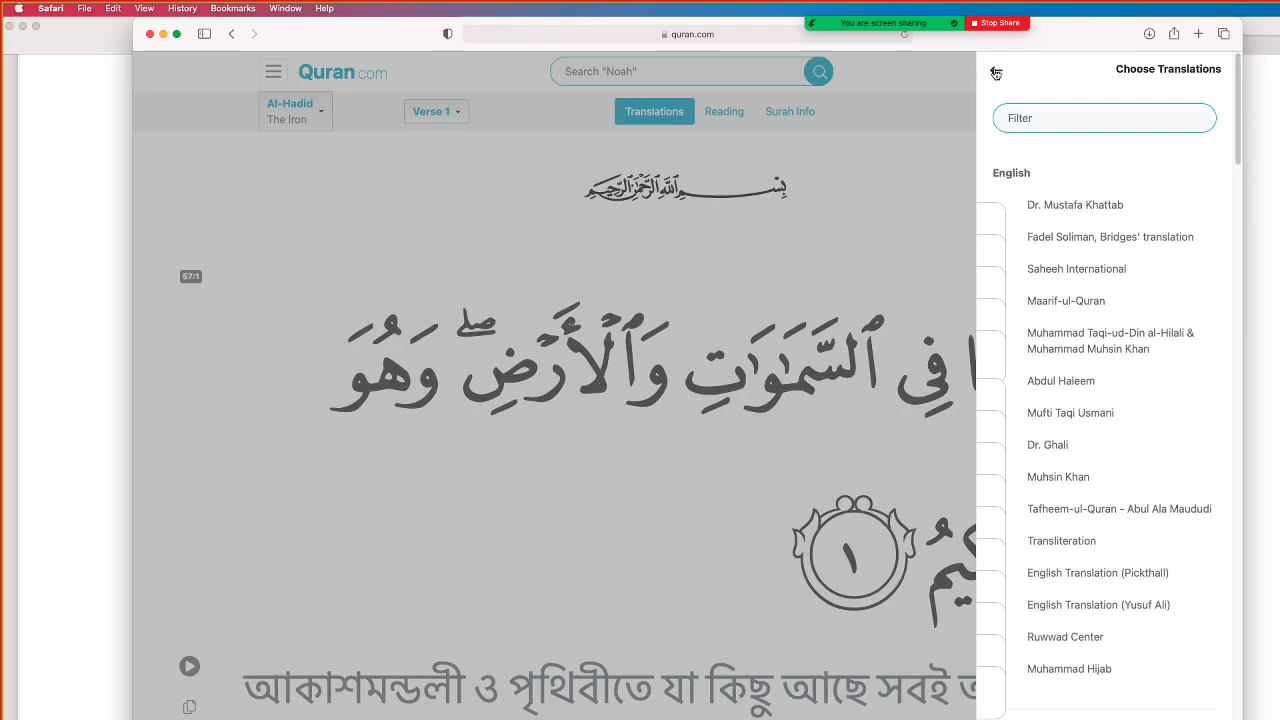 Safari File Edit View History Bookmarks Window Help
You are screen sharing Stop Share
quran.com
Quran.com
Search "Noah"
Choose Translations
Al-Hadid
The Iron
Verse 1
Translations Reading Surah Info
Filter
بِسْمِ ٱللَّهِ ٱلرَّحْمَٰنِ ٱلرَّحِيمِ
English
Dr. Mustafa Khattab
Fadel Soliman, Bridges’ translation
Saheeh International
Maarif-ul-Quran
Muhammad Taqi-ud-Din al-Hilali &
Muhammad Muhsin Khan
Abdul Haleem
Mufti Taqi Usmani
Dr. Ghali
Muhsin Khan
Tafheem-ul-Quran - Abul Ala Maududi
Transliteration
English Translation (Pickthall)
English Translation (Yusuf Ali)
Ruwwad Center
Muhammad Hijab
57:1
فِى ٱلسَّمَـٰوَٰتِ وَٱلْأَرْضِ ۖ وَهُوَ
١
আকাশমন্ডলী ও পৃথিবীতে যা কিছু আছে সবই